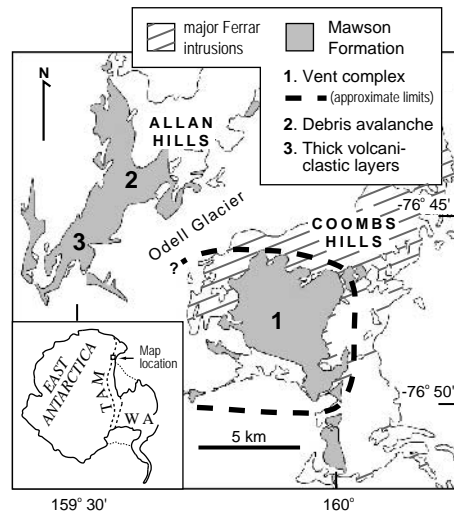 major Ferrar
intrusions
Mawson
Formation
1. Vent complex
(approximate limits)
2. Debris avalanche
3. Thick volcani-
clastic layers
N
ALLAN
HILLS
2
3
Odell Glacier
?
COOMBS
HILLS
1
-76° 45'
-76° 50'
5 km
EAST
ANTARCTICA
TAM
WA
Map
location
159° 30'
160°